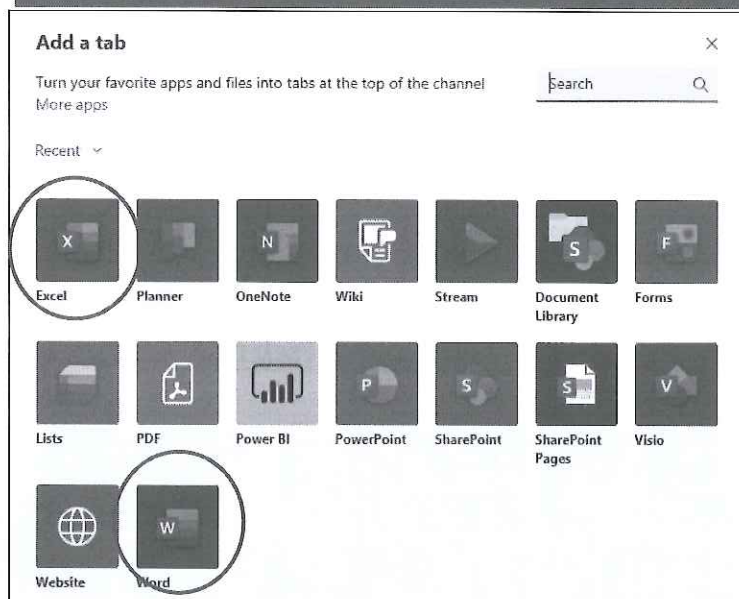 Add a tab
Turn your favorite apps and files into tabs at the top of the channel
More apps
Search
Recent
X
N
S
F
Excel
Planner
OneNote
Wiki
Stream
Document
Library
Forms
P
S
S
V
Lists
PDF
Power BI
PowerPoint
SharePoint
SharePoint
Pages
Visio
W
Website
Word